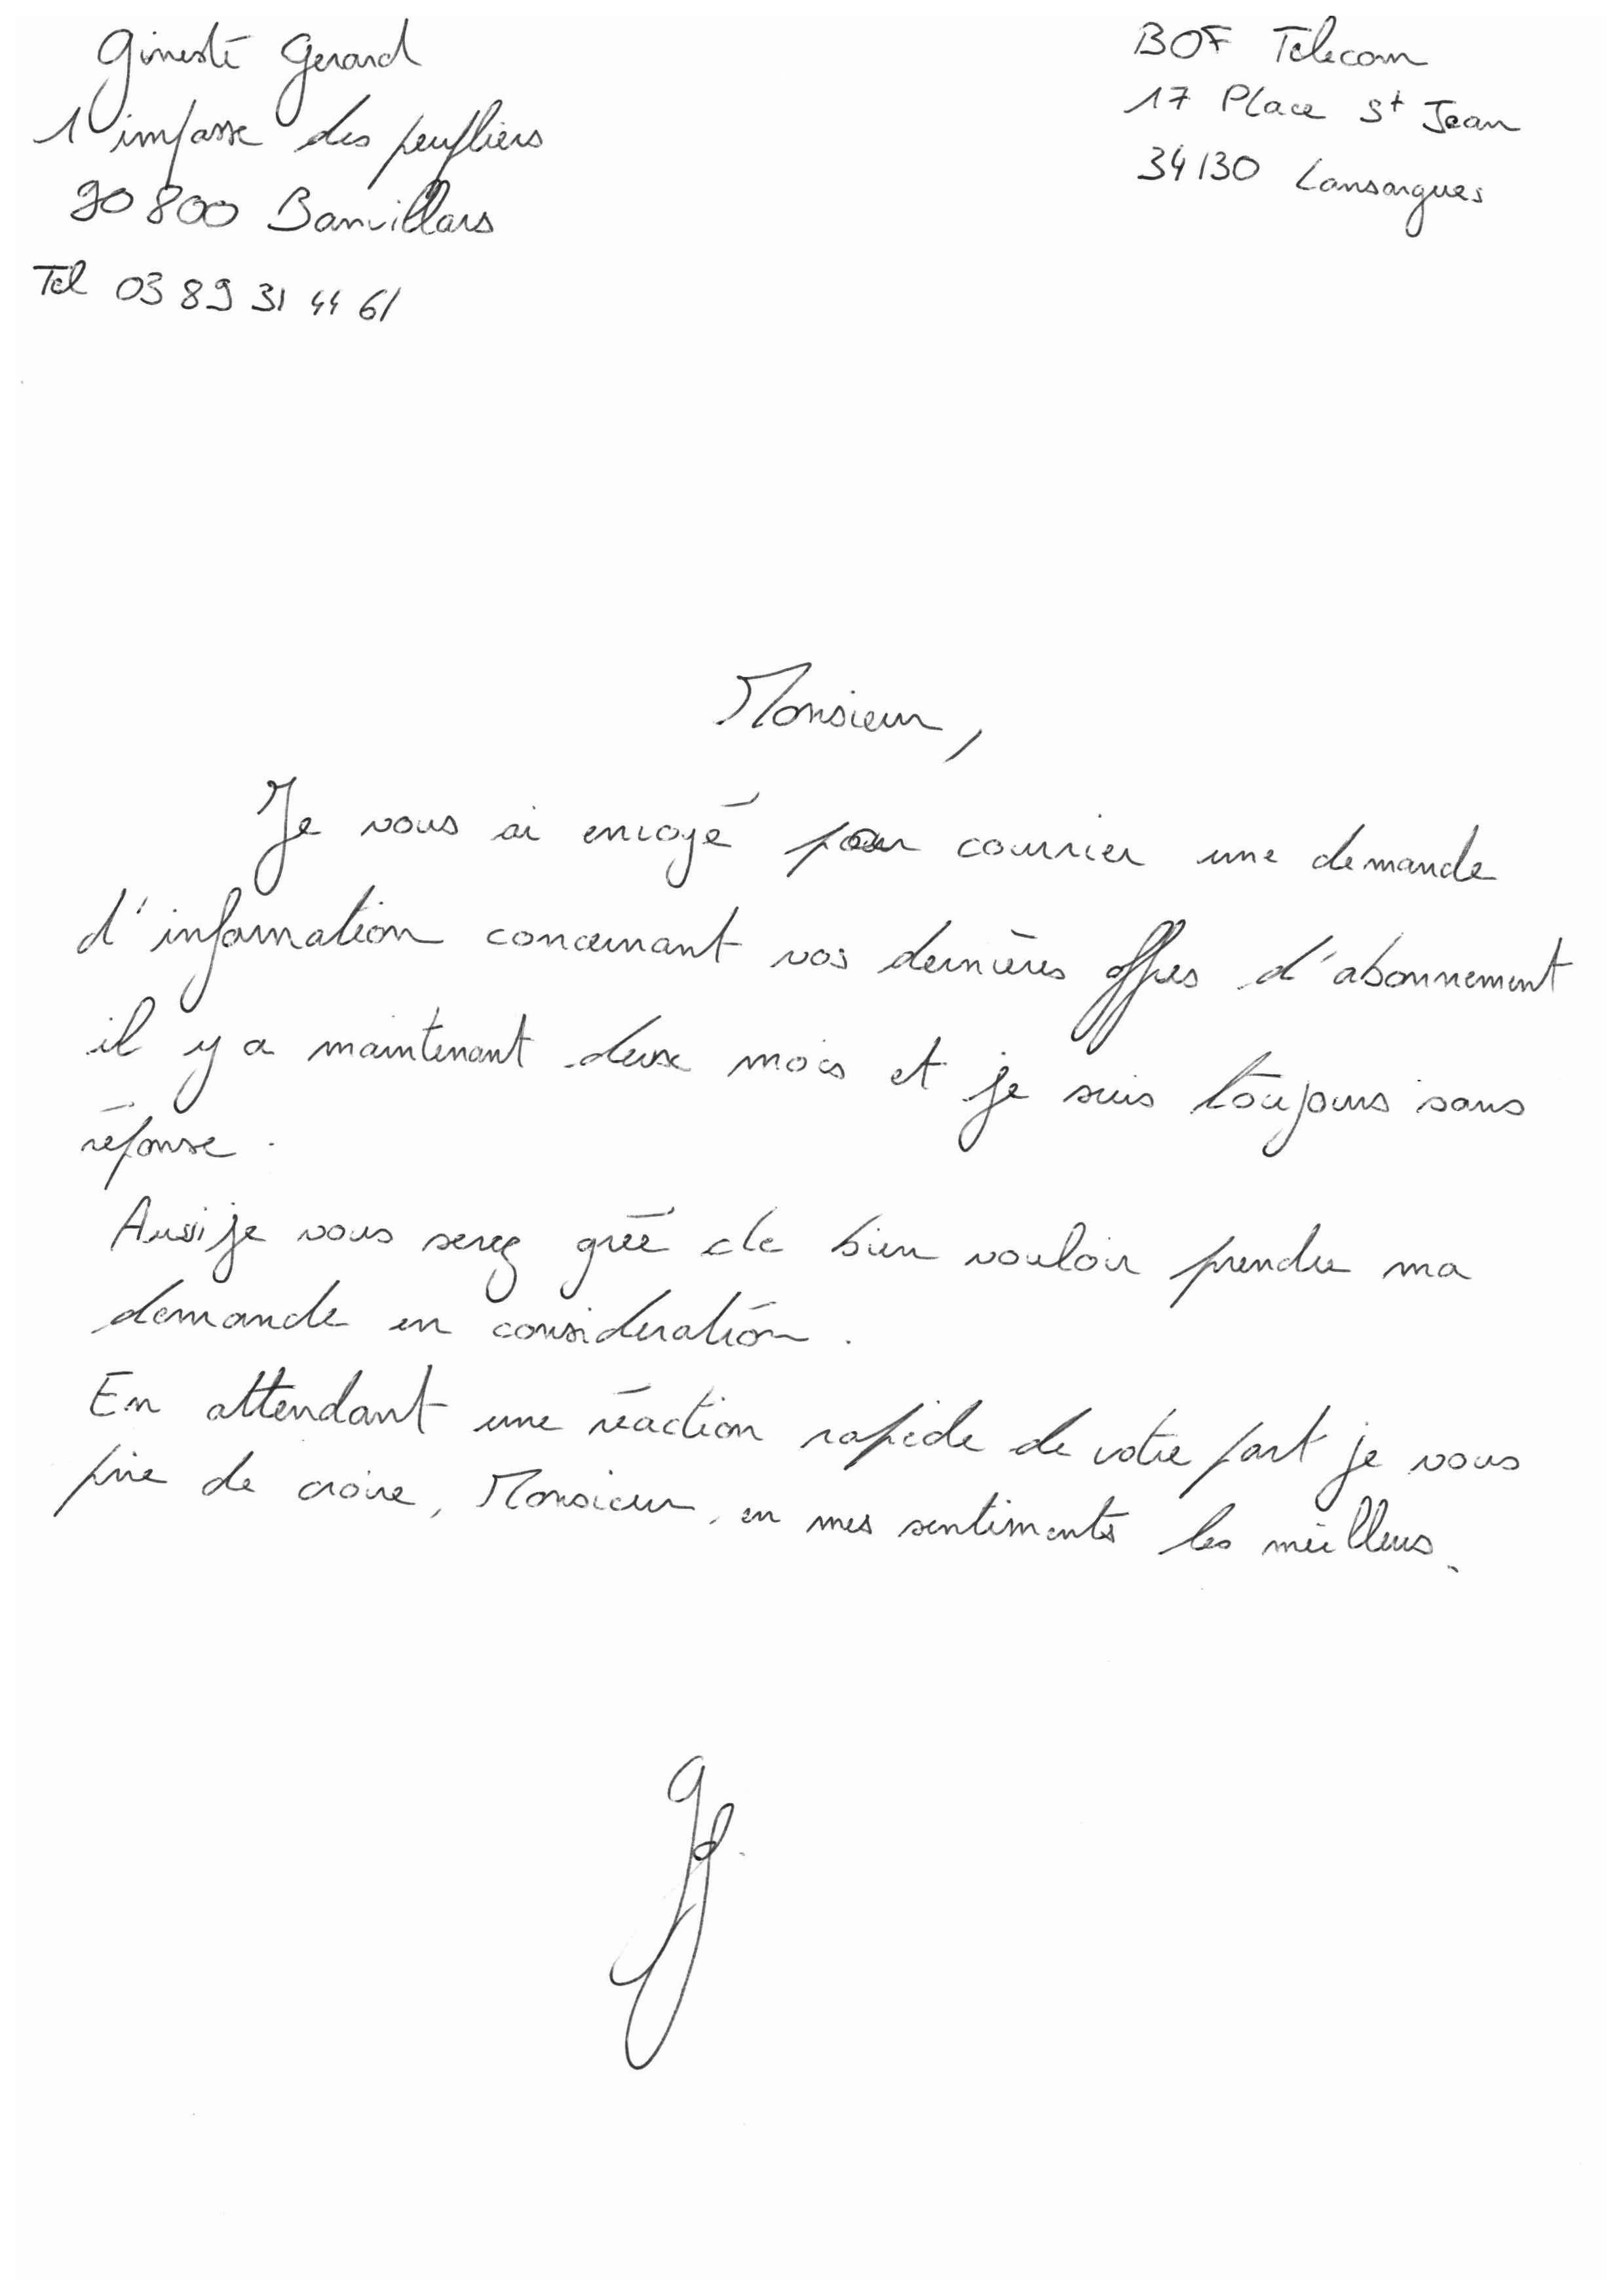 Ginesté Gerard
1 impasse des peupliers
90 800 Banvillars
Tel 03 89 31 44 61
BOF Telecom
17 Place St Jean
34130 Lansargues
Monsieur,
Je vous ai envoyé par courrier une demande
d'information concernant vos dernières offres d'abonnement
il y a maintenant deux mois et je suis toujours sans
réponse.
Aussi je vous serez gréé de bien vouloir prendre ma
demande en consideration.
En attendant une réaction rapide de votre part je vous
prie de croire, Monsieur, en mes sentiments les meilleurs.